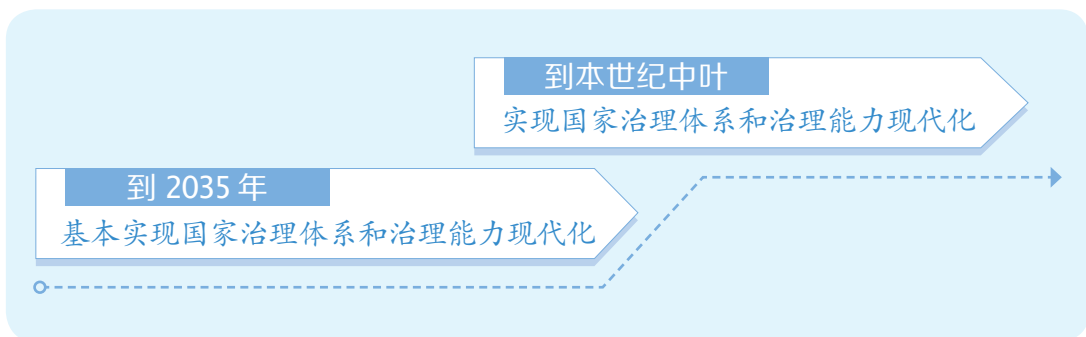 到本世纪中叶
实现国家治理体系和治理能力现代化
到 2035 年
基本实现国家治理体系和治理能力现代化